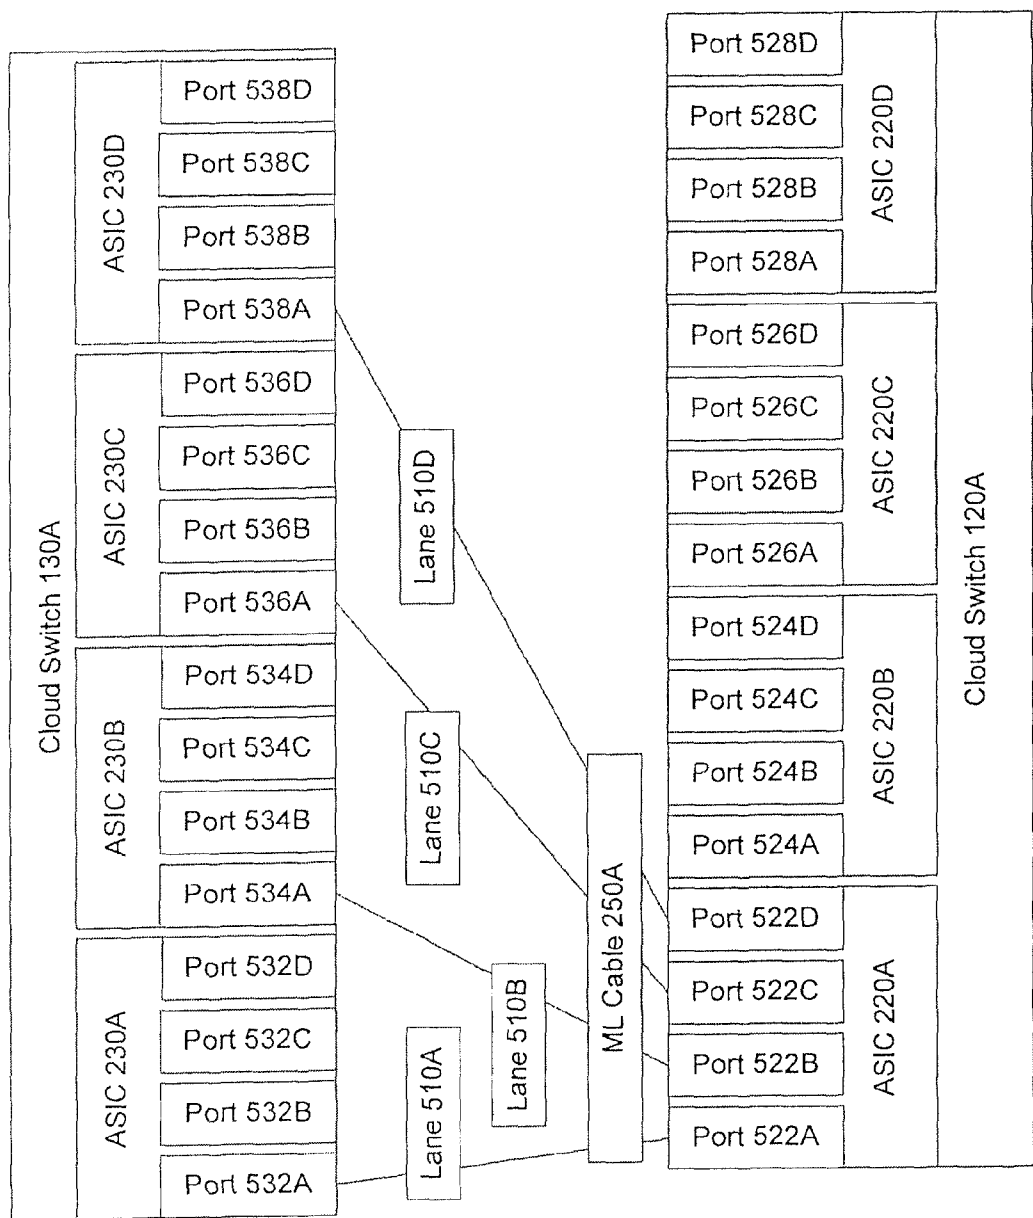 Cloud Switch 130A
ASIC 230D
Port 538D
Port 538C
Port 538B
Port 538A
ASIC 230C
Port 536D
Port 536C
Port 536B
Port 536A
ASIC 230B
Port 534D
Port 534C
Port 534B
Port 534A
ASIC 230A
Port 532D
Port 532C
Port 532B
Port 532A
Lane 510D
Lane 510C
Lane 510B
Lane 510A
ML Cable 250A
Port 528D
Port 528C
Port 528B
Port 528A
ASIC 220D
Port 526D
Port 526C
Port 526B
Port 526A
ASIC 220C
Port 524D
Port 524C
Port 524B
Port 524A
ASIC 220B
Port 522D
Port 522C
Port 522B
Port 522A
ASIC 220A
Cloud Switch 120A